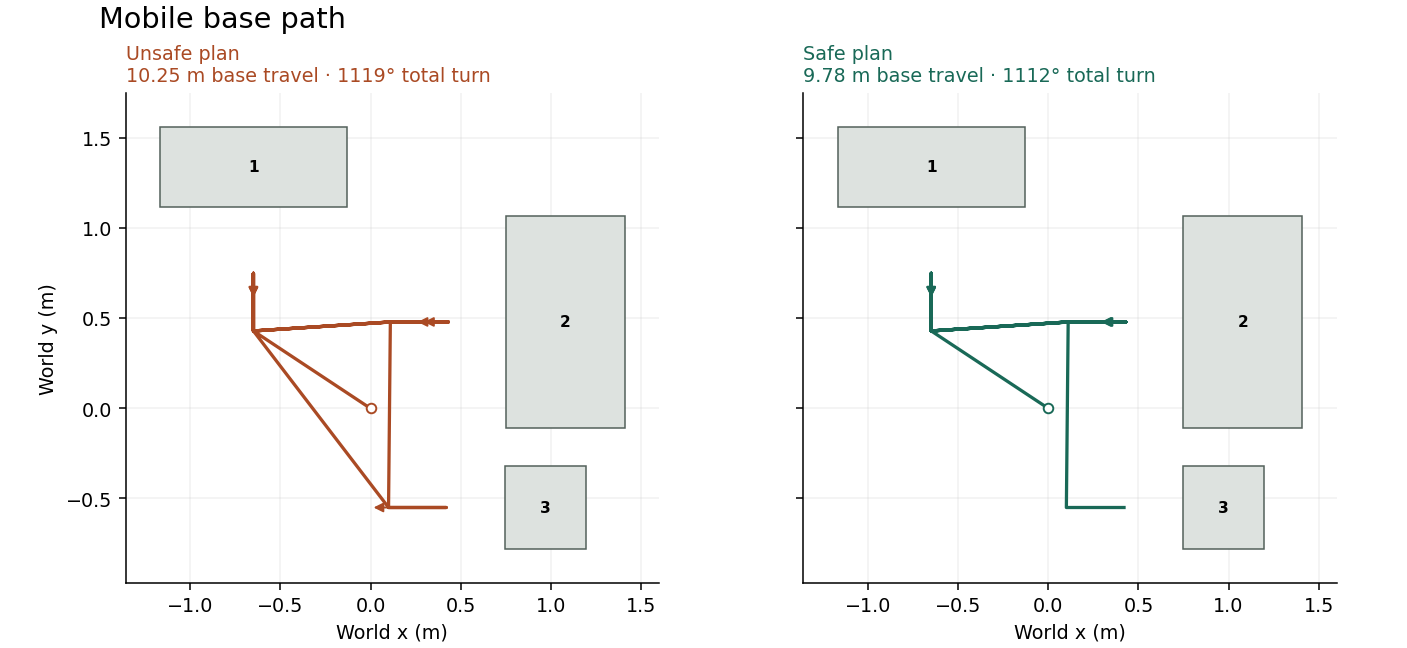 Mobile base path
Unsafe plan
10.25 m base travel · 1119° total turn
1
2
3
1.5
1.0
0.5
0.0
−0.5
World y (m)
−1.0
−0.5
0.0
0.5
1.0
1.5
World x (m)
Safe plan
9.78 m base travel · 1112° total turn
1
2
3
−1.0
−0.5
0.0
0.5
1.0
1.5
World x (m)